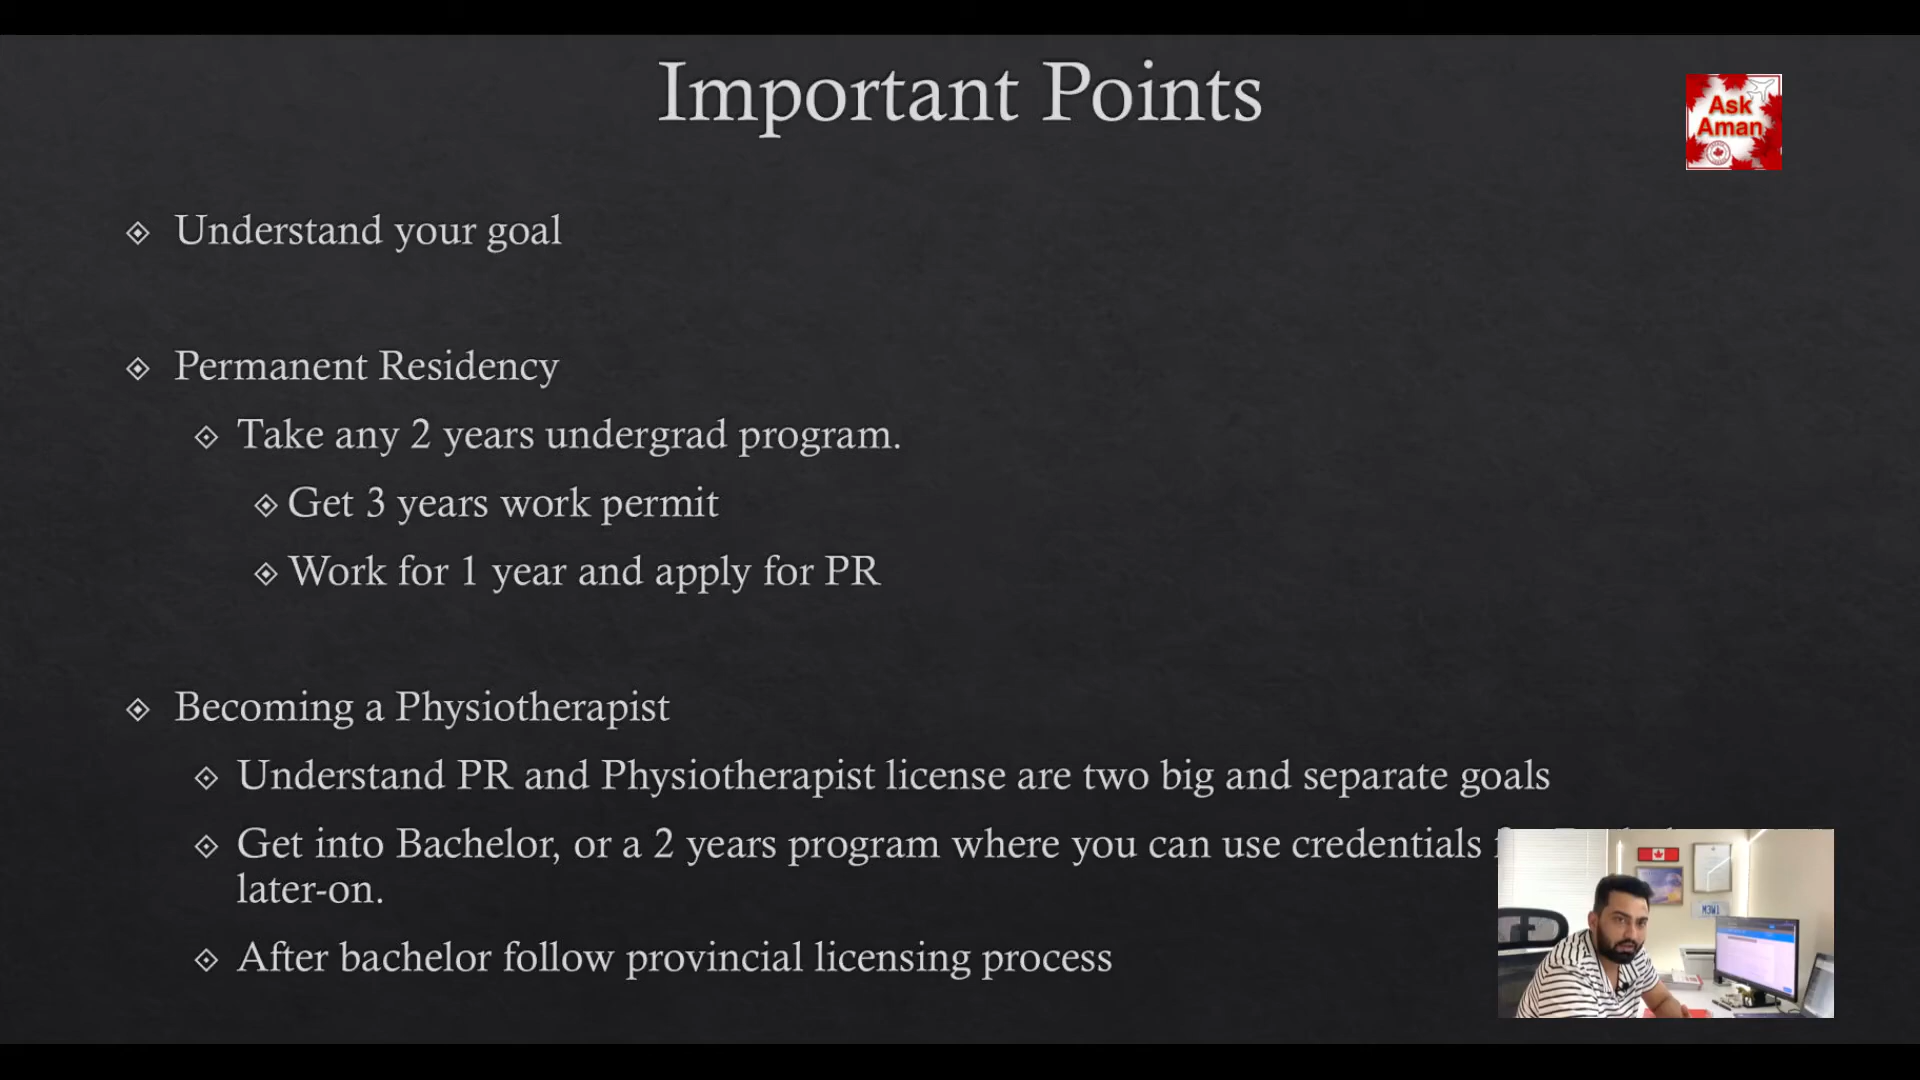 Important Points
Ask
Aman
Understand your goal
Permanent Residency
Take any 2 years undergrad program.
Get 3 years work permit
Work for 1 year and apply for PR
Becoming a Physiotherapist
Understand PR and Physiotherapist license are two big and separate goals
Get into Bachelor, or a 2 years program where you can use credentials
later-on.
After bachelor follow provincial licensing process